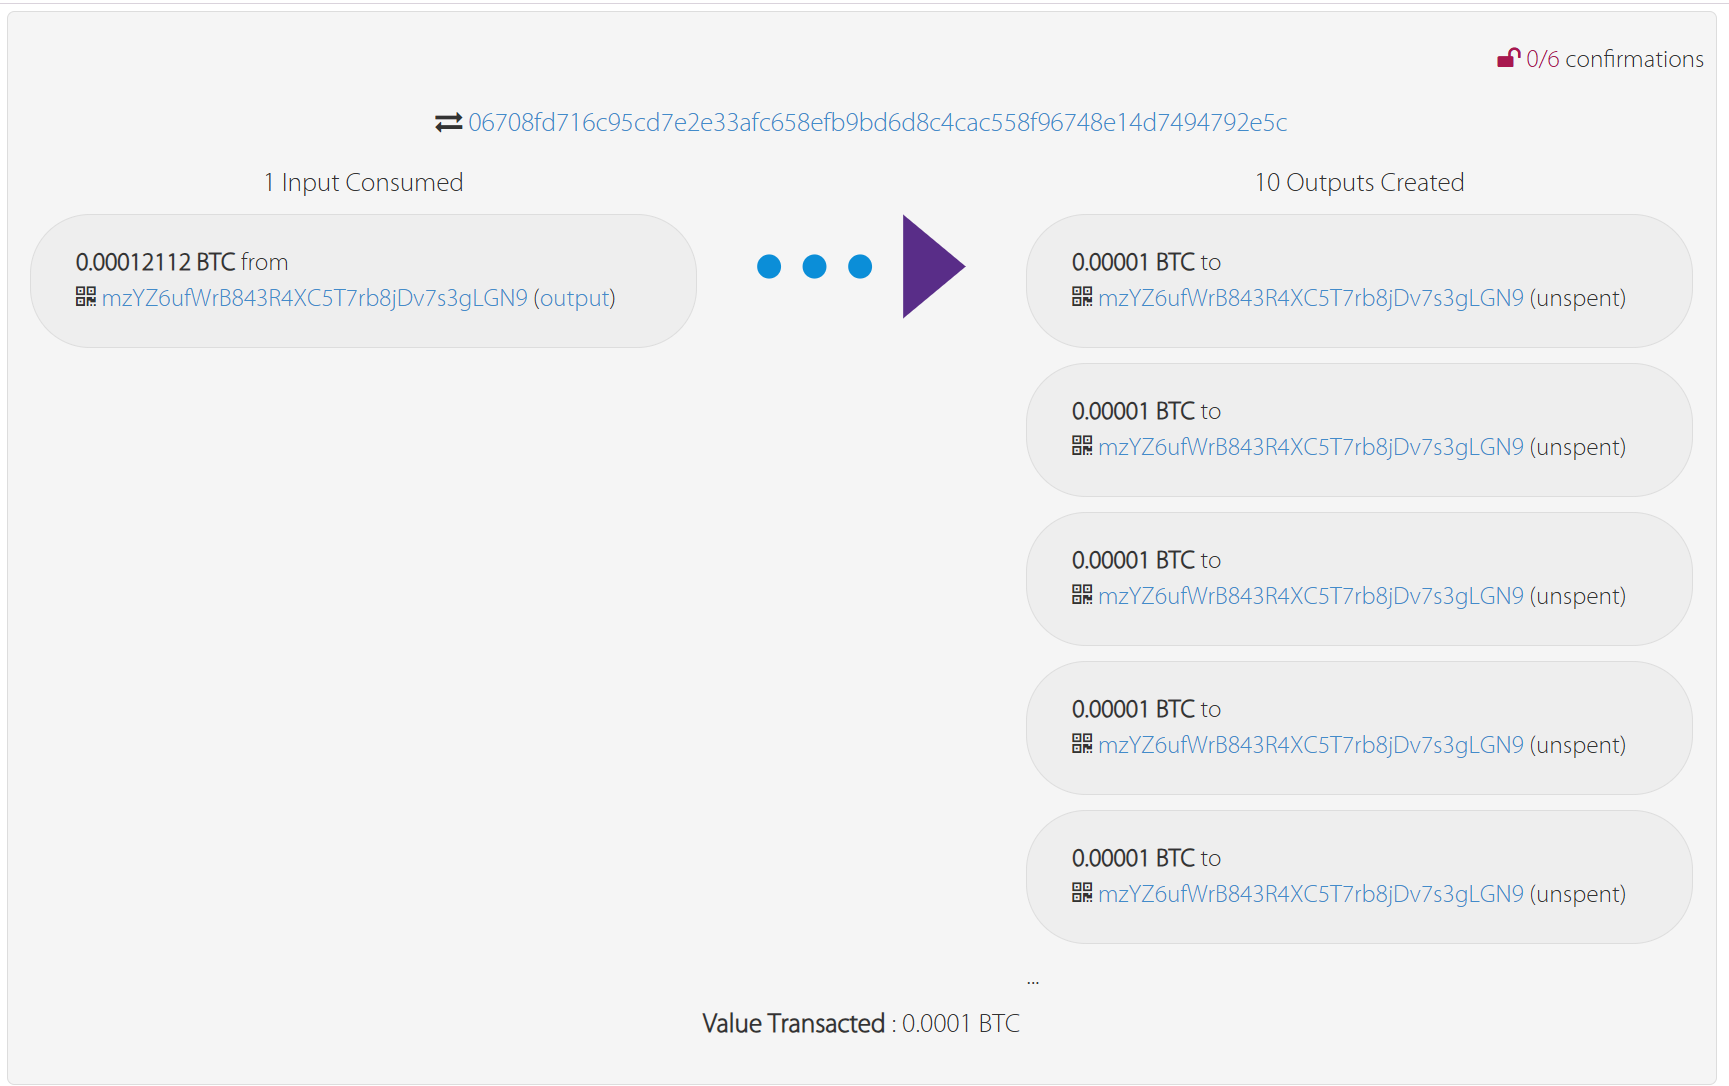 0/6 confirmations
06708fd716c95cd7e2e33afc658efb9bd6d8c4cac558f96748e14d7494792e5c
1 Input Consumed
0.00012112 BTC from
mzYZ6ufWrB843R4XC5T7rb8jDv7s3gLGN9 (output)
10 Outputs Created
0.00001 BTC to
mzYZ6ufWrB843R4XC5T7rb8jDv7s3gLGN9 (unspent)
0.00001 BTC to
mzYZ6ufWrB843R4XC5T7rb8jDv7s3gLGN9 (unspent)
0.00001 BTC to
mzYZ6ufWrB843R4XC5T7rb8jDv7s3gLGN9 (unspent)
0.00001 BTC to
mzYZ6ufWrB843R4XC5T7rb8jDv7s3gLGN9 (unspent)
0.00001 BTC to
mzYZ6ufWrB843R4XC5T7rb8jDv7s3gLGN9 (unspent)
...
Value Transacted : 0.0001 BTC